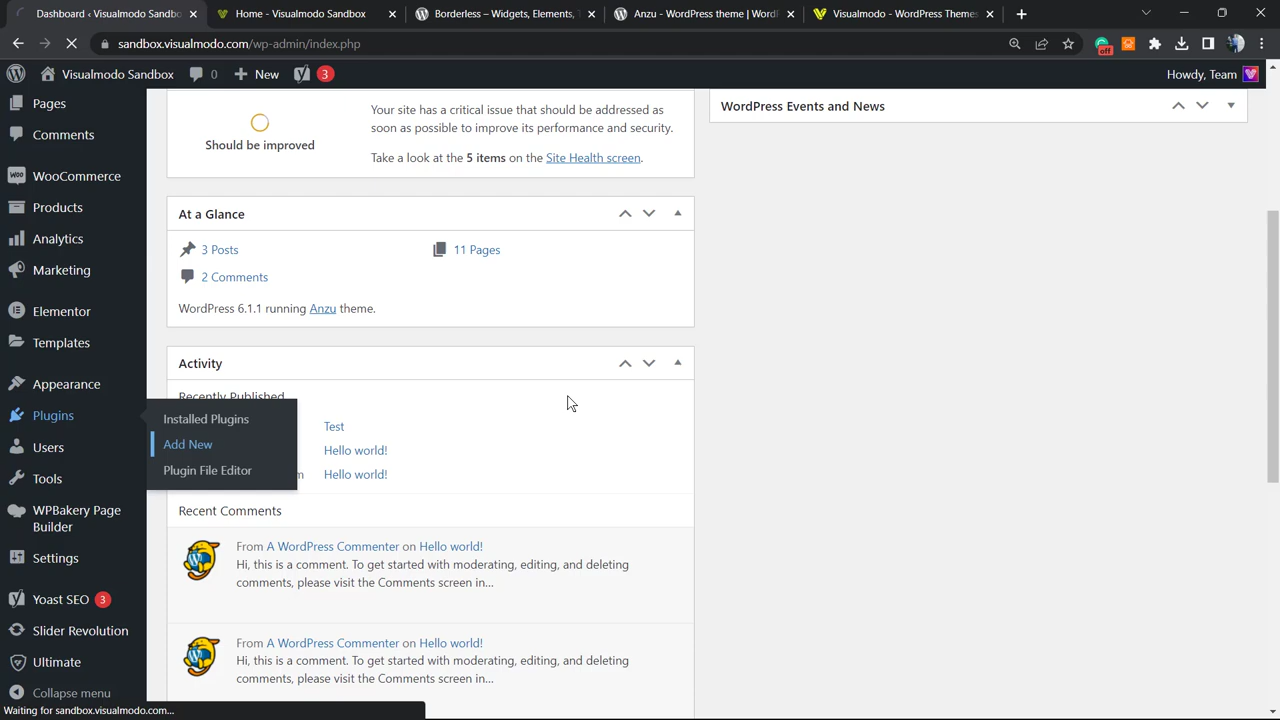 Dashboard ‹ Visualmodo Sandbox
Home - Visualmodo Sandbox
Borderless – Widgets, Elements, T
Anzu - WordPress theme | WordP
Visualmodo - WordPress Themes
sandbox.visualmodo.com/wp-admin/index.php
off
Visualmodo Sandbox
0
New
3
Howdy, Team
Pages
Comments
WooCommerce
Products
Analytics
Marketing
Elementor
Templates
Appearance
Plugins
Users
Tools
WPBakery Page
Builder
Settings
Yoast SEO 3
Slider Revolution
Ultimate
Collapse menu
Installed Plugins
Add New
Plugin File Editor
Should be improved
Your site has a critical issue that should be addressed as
soon as possible to improve its performance and security.
Take a look at the 5 items on the Site Health screen.
At a Glance
3 Posts
11 Pages
2 Comments
WordPress 6.1.1 running Anzu theme.
Activity
Recently Published
Test
Hello world!
m
Hello world!
Recent Comments
From A WordPress Commenter on Hello world!
Hi, this is a comment. To get started with moderating, editing, and deleting
comments, please visit the Comments screen in...
From A WordPress Commenter on Hello world!
Hi, this is a comment. To get started with moderating, editing, and deleting
comments, please visit the Comments screen in...
WordPress Events and News
Waiting for sandbox.visualmodo.com...